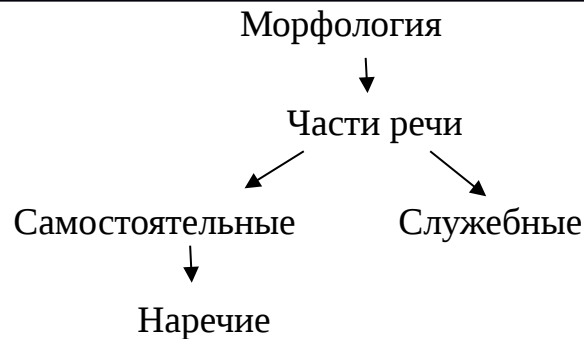 Морфология
Части речи
Самостоятельные Служебные
Наречие